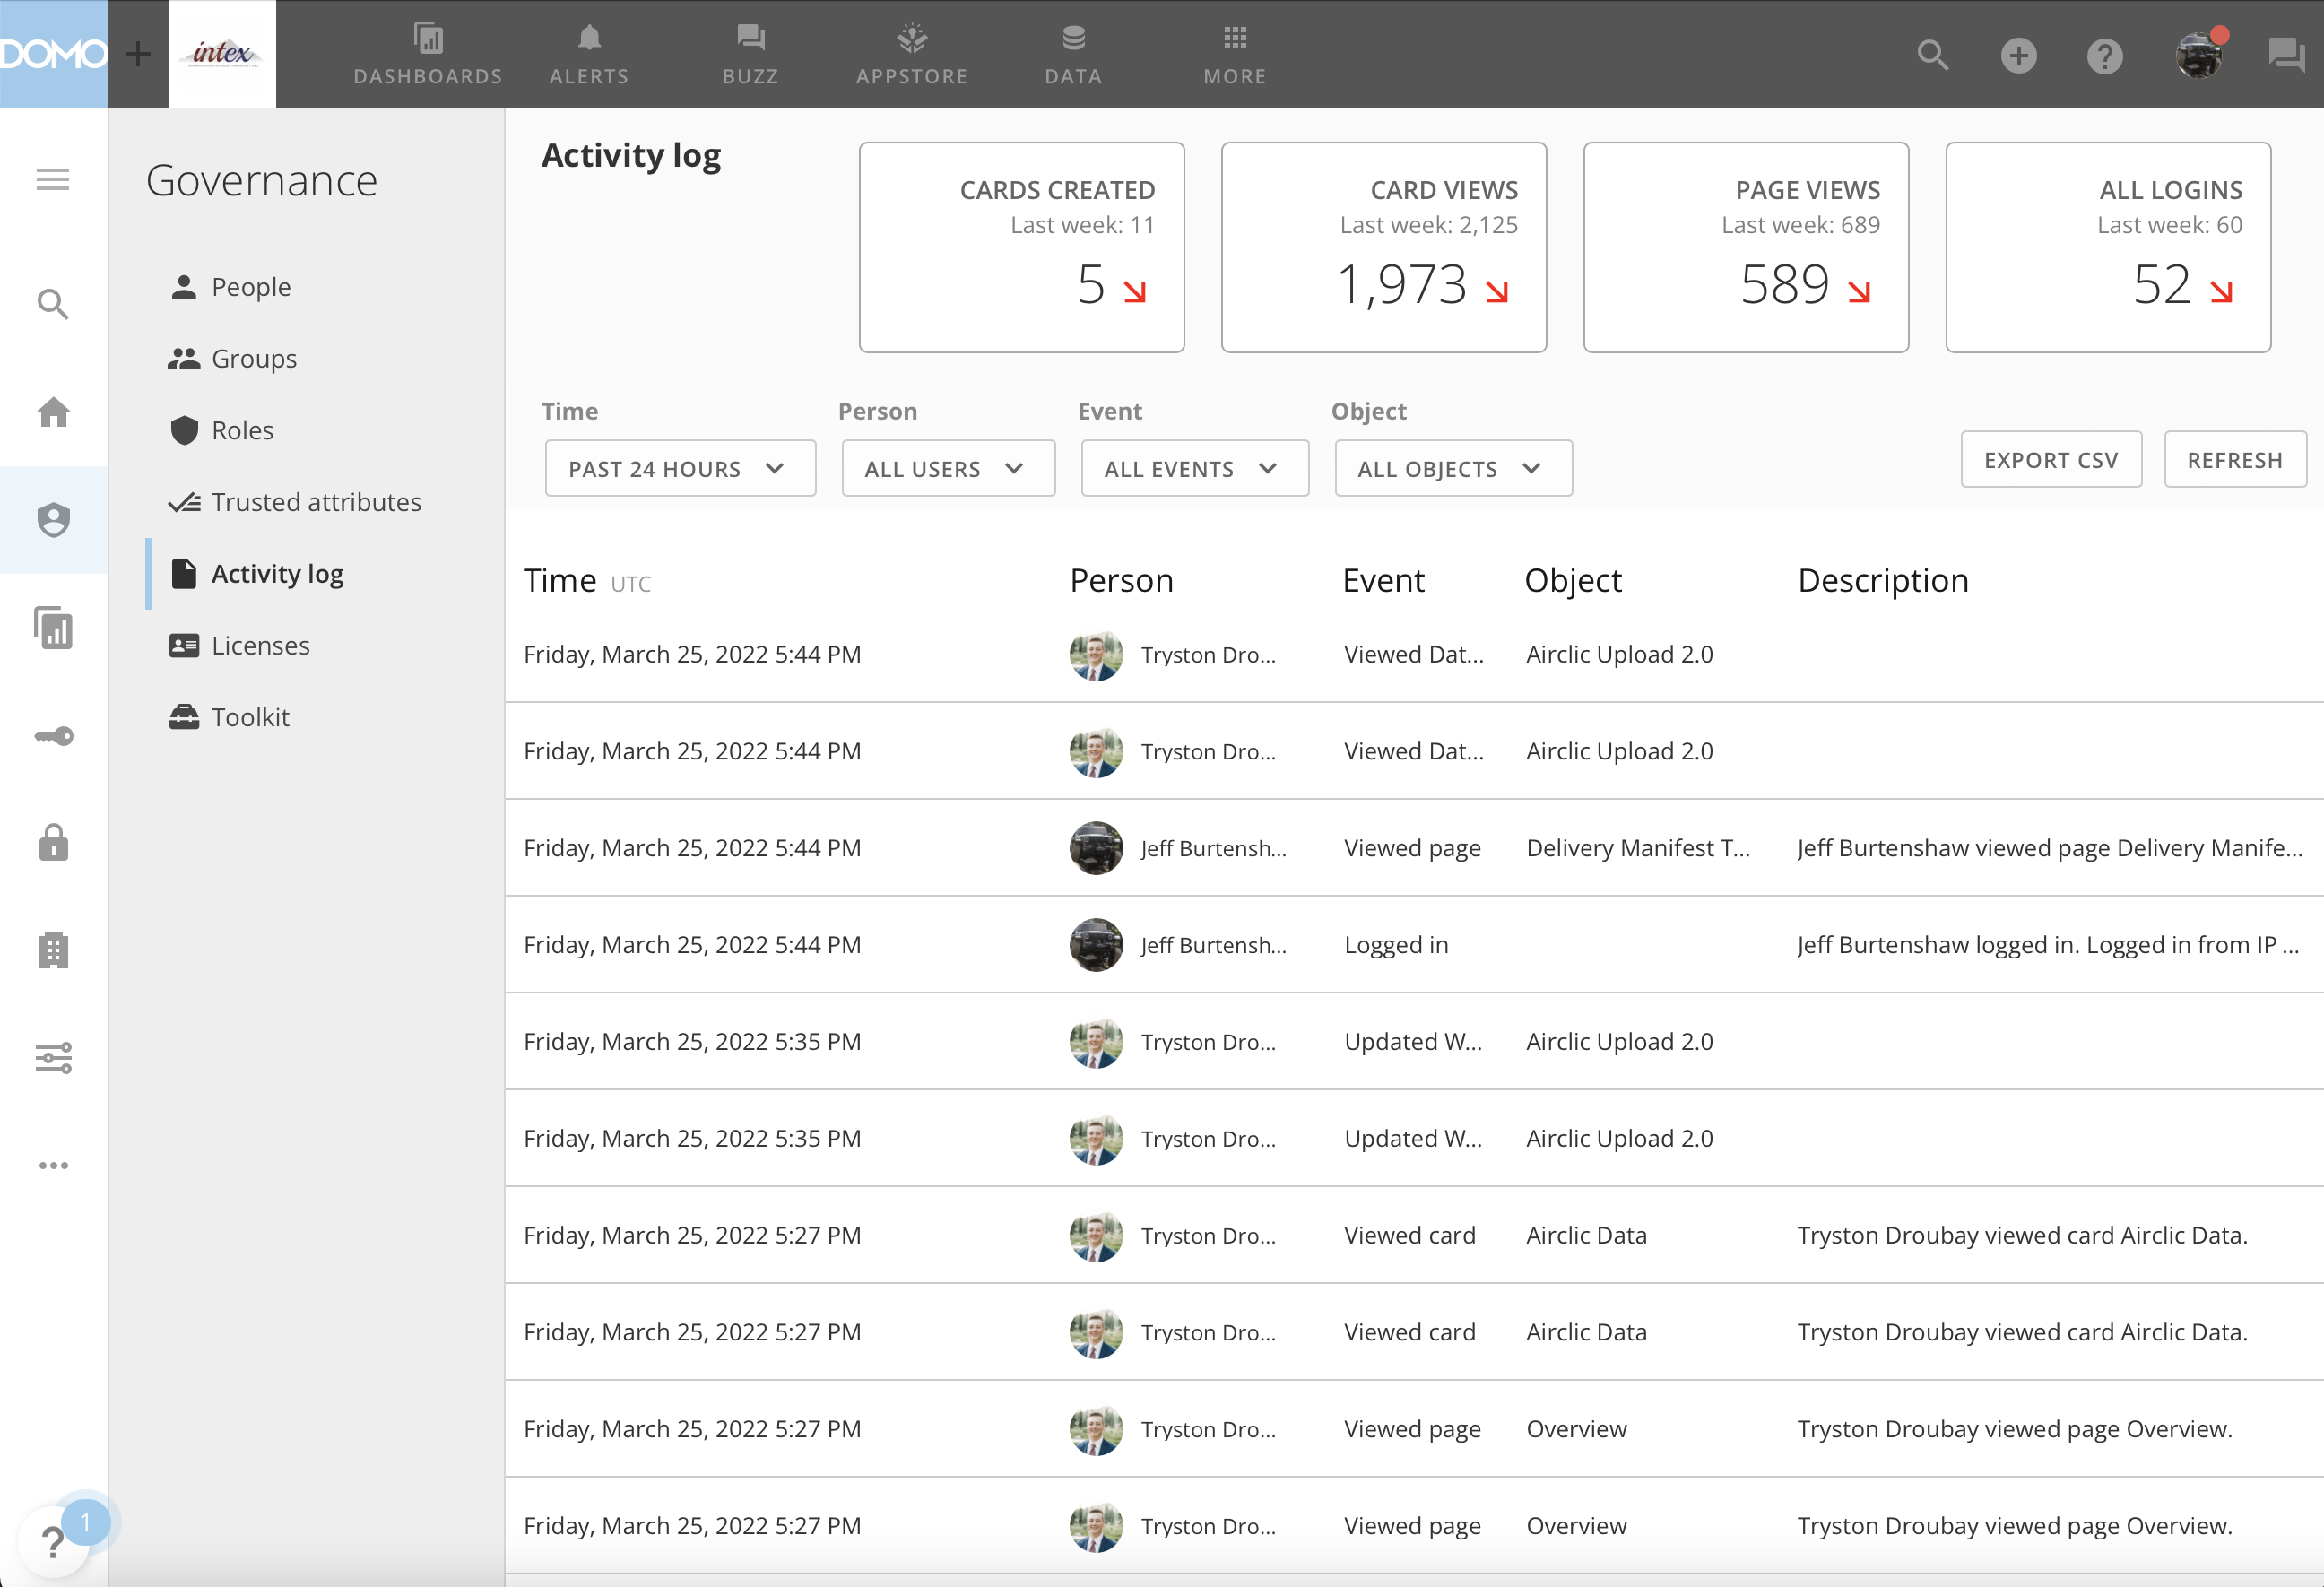 DOMO
intex
DASHBOARDS
ALERTS
BUZZ
APPSTORE
DATA
MORE
Governance
People
Groups
Roles
Trusted attributes
Activity log
Licenses
Toolkit
1
?
Activity log
CARDS CREATED
Last week: 11
5
CARD VIEWS
Last week: 2,125
1,973
PAGE VIEWS
Last week: 689
589
ALL LOGINS
Last week: 60
52
Time Person Event Object
PAST 24 HOURS ALL USERS ALL EVENTS ALL OBJECTS EXPORT CSV REFRESH
Time UTC Person Event Object Description
Friday, March 25, 2022 5:44 PM Tryston Dro... Viewed Dat... Airclic Upload 2.0
Friday, March 25, 2022 5:44 PM Tryston Dro... Viewed Dat... Airclic Upload 2.0
Friday, March 25, 2022 5:44 PM Jeff Burtensh... Viewed page Delivery Manifest T... Jeff Burtenshaw viewed page Delivery Manife...
Friday, March 25, 2022 5:44 PM Jeff Burtensh... Logged in Jeff Burtenshaw logged in. Logged in from IP ...
Friday, March 25, 2022 5:35 PM Tryston Dro... Updated W... Airclic Upload 2.0
Friday, March 25, 2022 5:35 PM Tryston Dro... Updated W... Airclic Upload 2.0
Friday, March 25, 2022 5:27 PM Tryston Dro... Viewed card Airclic Data Tryston Droubay viewed card Airclic Data.
Friday, March 25, 2022 5:27 PM Tryston Dro... Viewed card Airclic Data Tryston Droubay viewed card Airclic Data.
Friday, March 25, 2022 5:27 PM Tryston Dro... Viewed page Overview Tryston Droubay viewed page Overview.
Friday, March 25, 2022 5:27 PM Tryston Dro... Viewed page Overview Tryston Droubay viewed page Overview.